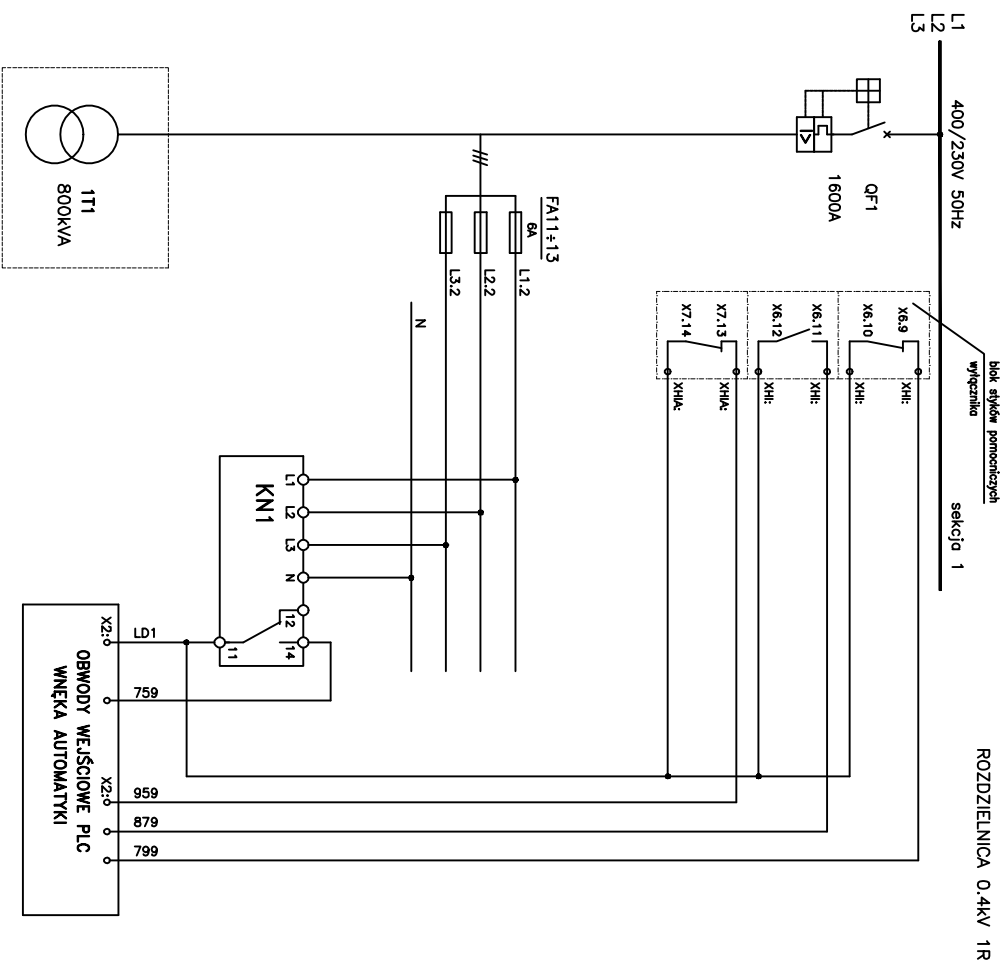 ROZDZIELNICA 0.4kV 1R
L1
L2
L3
400/230V 50Hz
sekcja 1
blok styków pomocniczych
wyłącznika
QF1
1600A
X6.9
X6.10
X6.11
X6.12
X7.13
X7.14
XHI:
XHI:
XHI:
XHI:
XHIA:
XHIA:
FA11÷13
6A
L1.2
L2.2
L3.2
N
1T1
800kVA
KN1
L1
L2
L3
N
12
14
11
X2:
LD1
759
X2:
959
879
799
OBWODY WEJŚCIOWE PLC
WNĘKA AUTOMATYKI